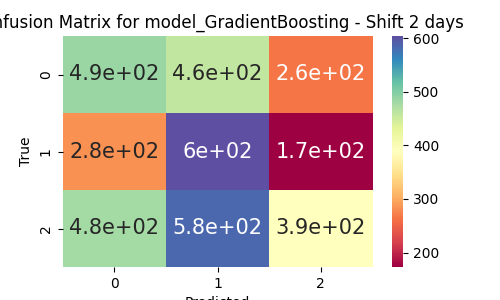 nfusion Matrix for model_GradientBoosting - Shift 2 days
0 4.9e+02 4.6e+02 2.6e+02
1 2.8e+02 6e+02 1.7e+02
2 4.8e+02 5.8e+02 3.9e+02
True
0 1 2
Predicted
600
500
400
300
200